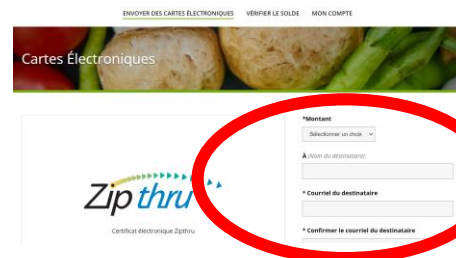 ENVOYER DES CARTES ÉLECTRONIQUES VÉRIFIER LE SOLDE MON COMPTE
Cartes Électroniques
*Montant
Sélectionner un choix
À (Nom du destinataire)
* Courriel du destinataire
* Confirmer le courriel du destinataire
Zip thru
Certificat électronique Zipthru